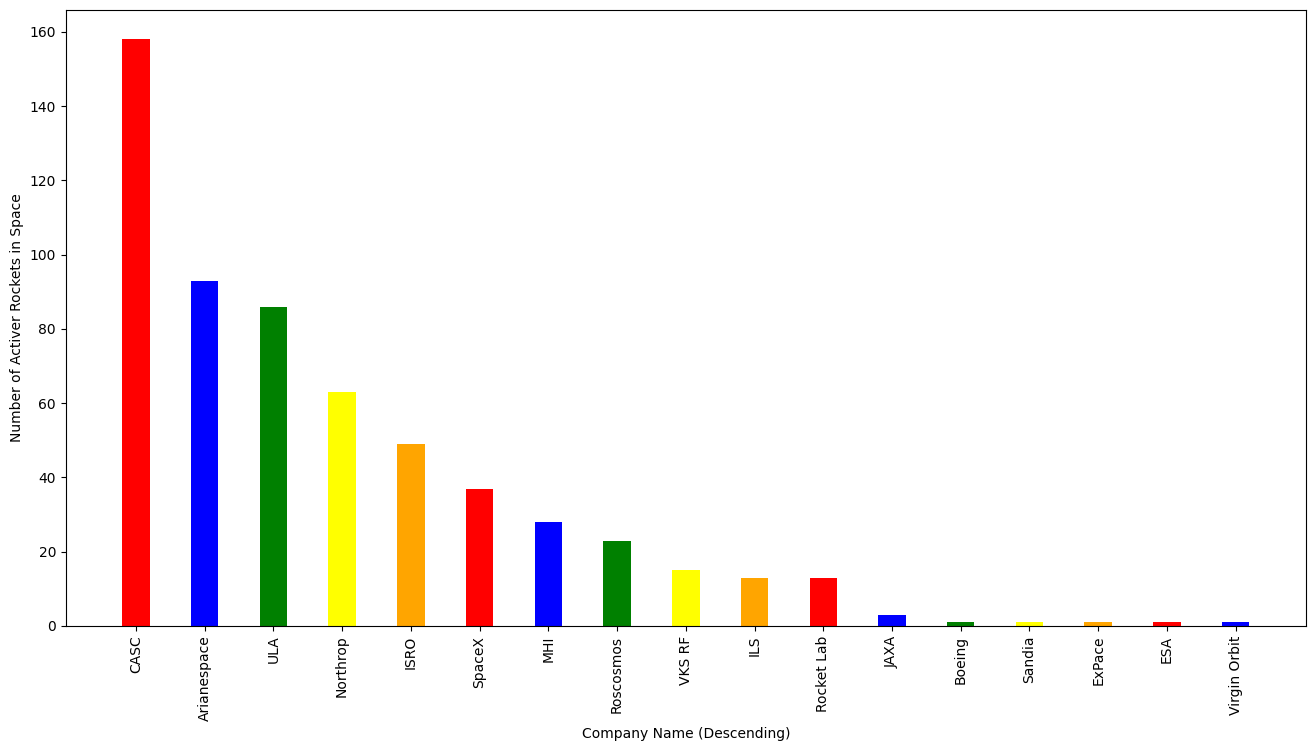 160
140
120
100
80
60
40
20
0
Number of Activer Rockets in Space
CASC
Arianespace
ULA
Northrop
ISRO
SpaceX
MHI
Roscosmos
VKS RF
ILS
Rocket Lab
JAXA
Boeing
Sandia
ExPace
ESA
Virgin Orbit
Company Name (Descending)